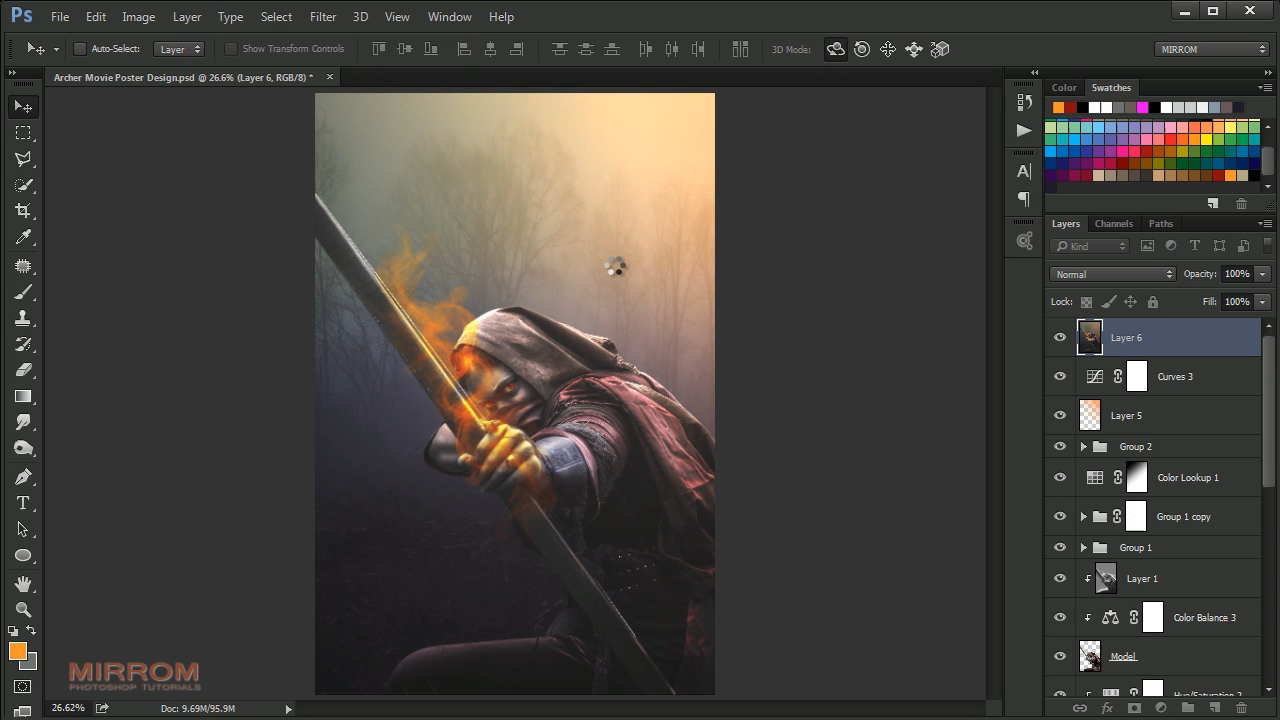 Ps File Edit Image Layer Type Select Filter 3D View Window Help
Auto-Select: Layer Show Transform Controls 3D Mode: MIRROM
Archer Movie Poster Design.psd @ 26.6% (Layer 6, RGB/8) *
Color Swatches
Layers Channels Paths
Kind
Normal Opacity: 100%
Lock: Fill: 100%
Layer 6
Curves 3
Layer 5
Group 2
Color Lookup 1
Group 1 copy
Group 1
Layer 1
Color Balance 3
Model
Hue/Saturation 2
MIRROM
PHOTOSHOP TUTORIALS
26.62% Doc: 9.69M/95.9M